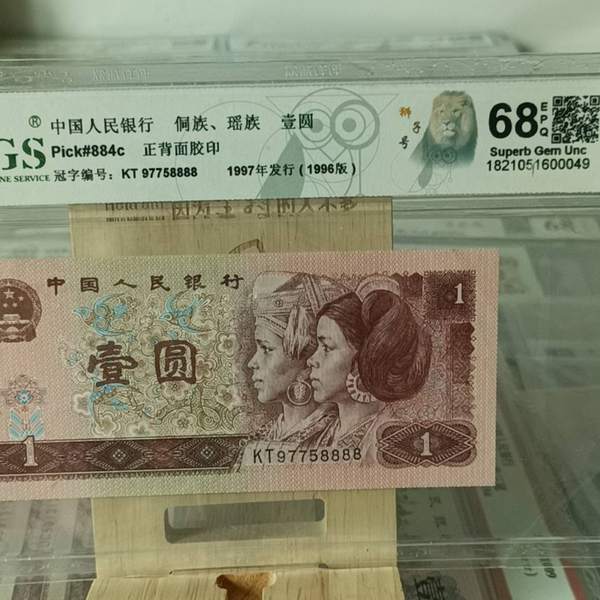 ®
中国人民银行 侗族、瑶族 壹圆
GS Pick#884c 正背面胶印
NE SERVICE 冠字编号: KT 97758888 1997年发行 ( 1996版 )
狮子号
68 EPQ
Superb Gem Unc
1821051600049
中国人民银行
1
壹圆
1
KT97758888
1